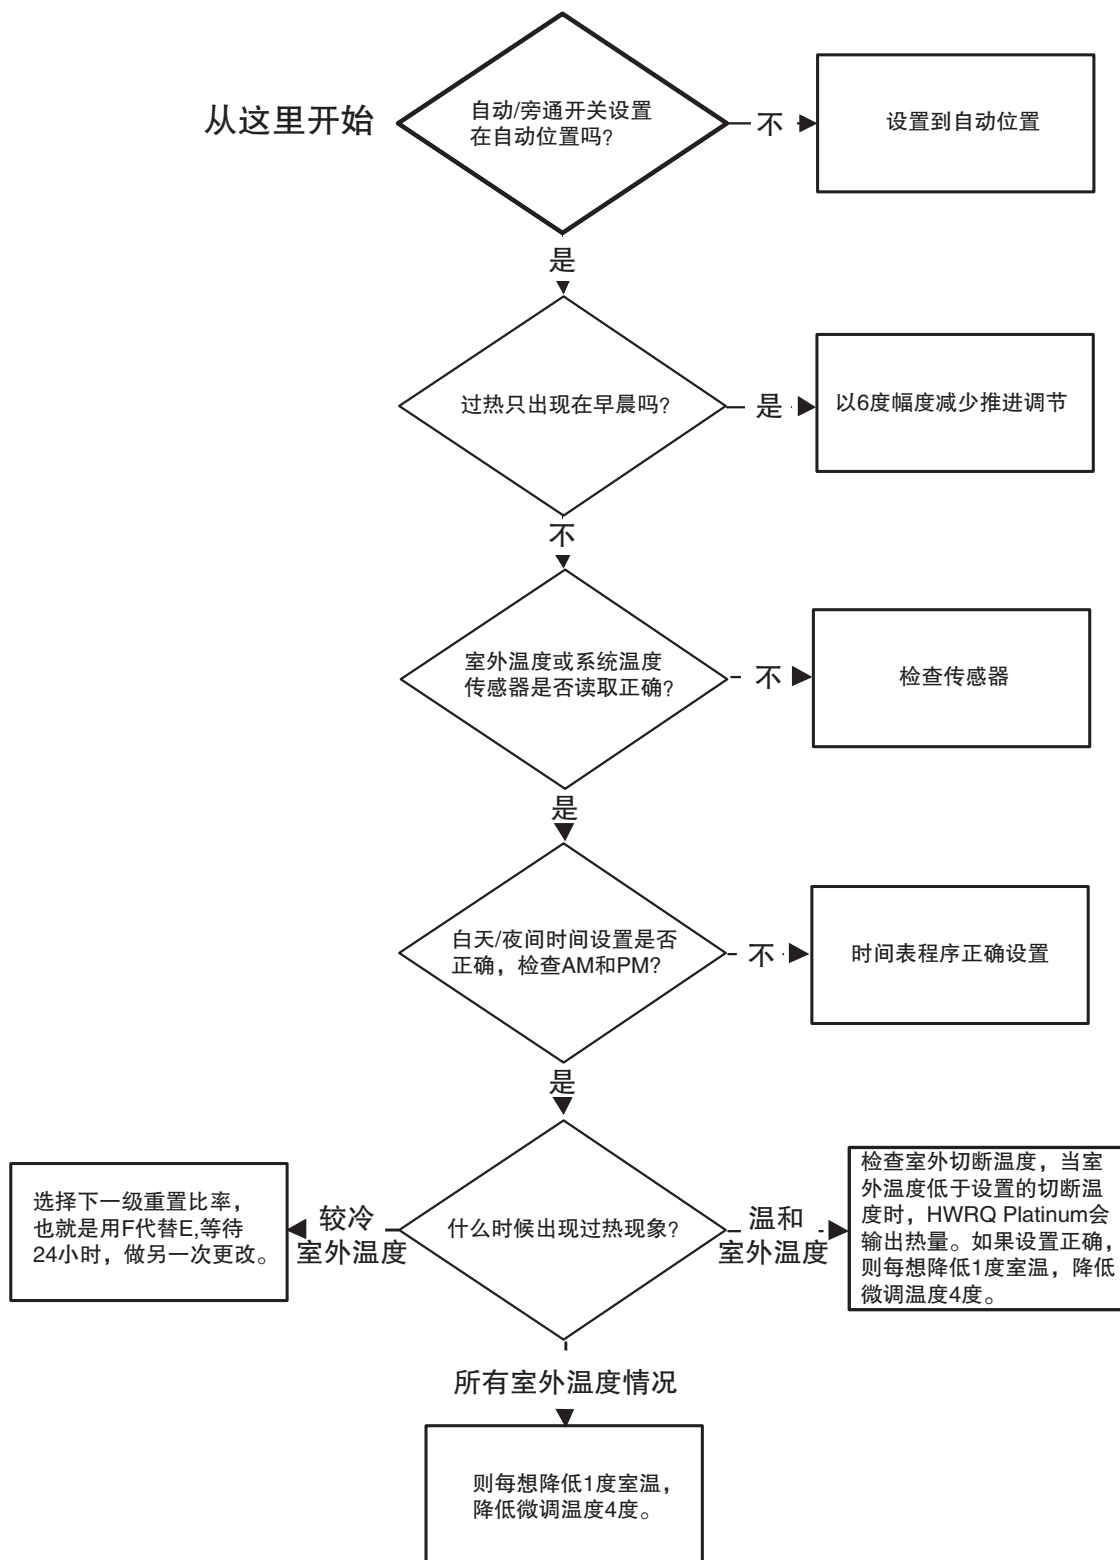 从这里开始
自动/旁通开关设置
在自动位置吗?
不
设置到自动位置
是
过热只出现在早晨吗?
是
以6度幅度减少推进调节
不
室外温度或系统温度
传感器是否读取正确?
不
检查传感器
是
白天/夜间时间设置是否
正确，检查AM和PM?
不
时间表程序正确设置
是
选择下一级重置比率，
也就是用F代替E,等待
24小时，做另一次更改。
较冷
室外温度
什么时候出现过热现象?
温和
室外温度
检查室外切断温度，当室
外温度低于设置的切断温
度时，HWRQ Platinum会
输出热量。如果设置正确，
则每想降低1度室温，降低
微调温度4度。
所有室外温度情况
则每想降低1度室温，
降低微调温度4度。